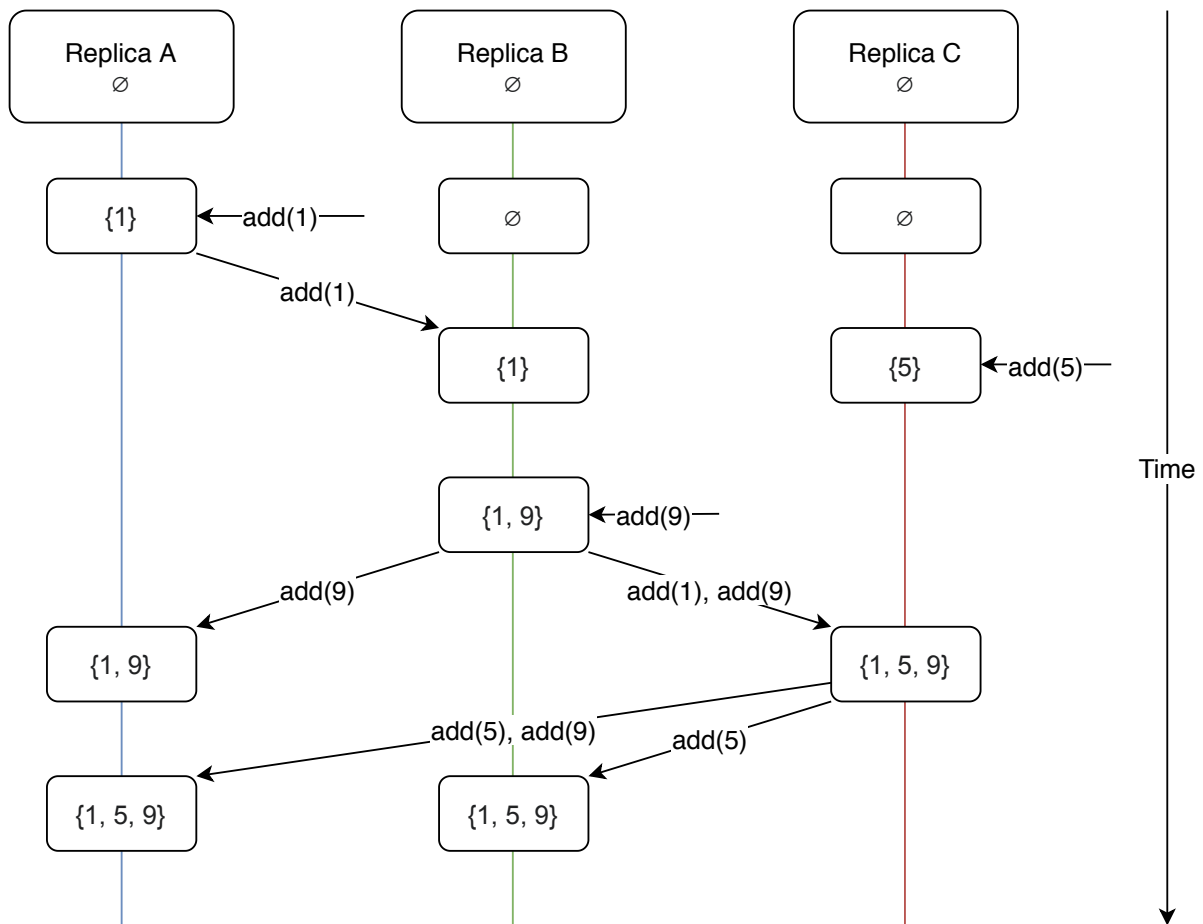 Replica A
∅
Replica B
∅
Replica C
∅
{1}
add(1)
∅
∅
add(1)
{1}
{5}
add(5)
Time
{1, 9}
add(9)
add(9)
add(1), add(9)
{1, 9}
{1, 5, 9}
add(5), add(9)
add(5)
{1, 5, 9}
{1, 5, 9}